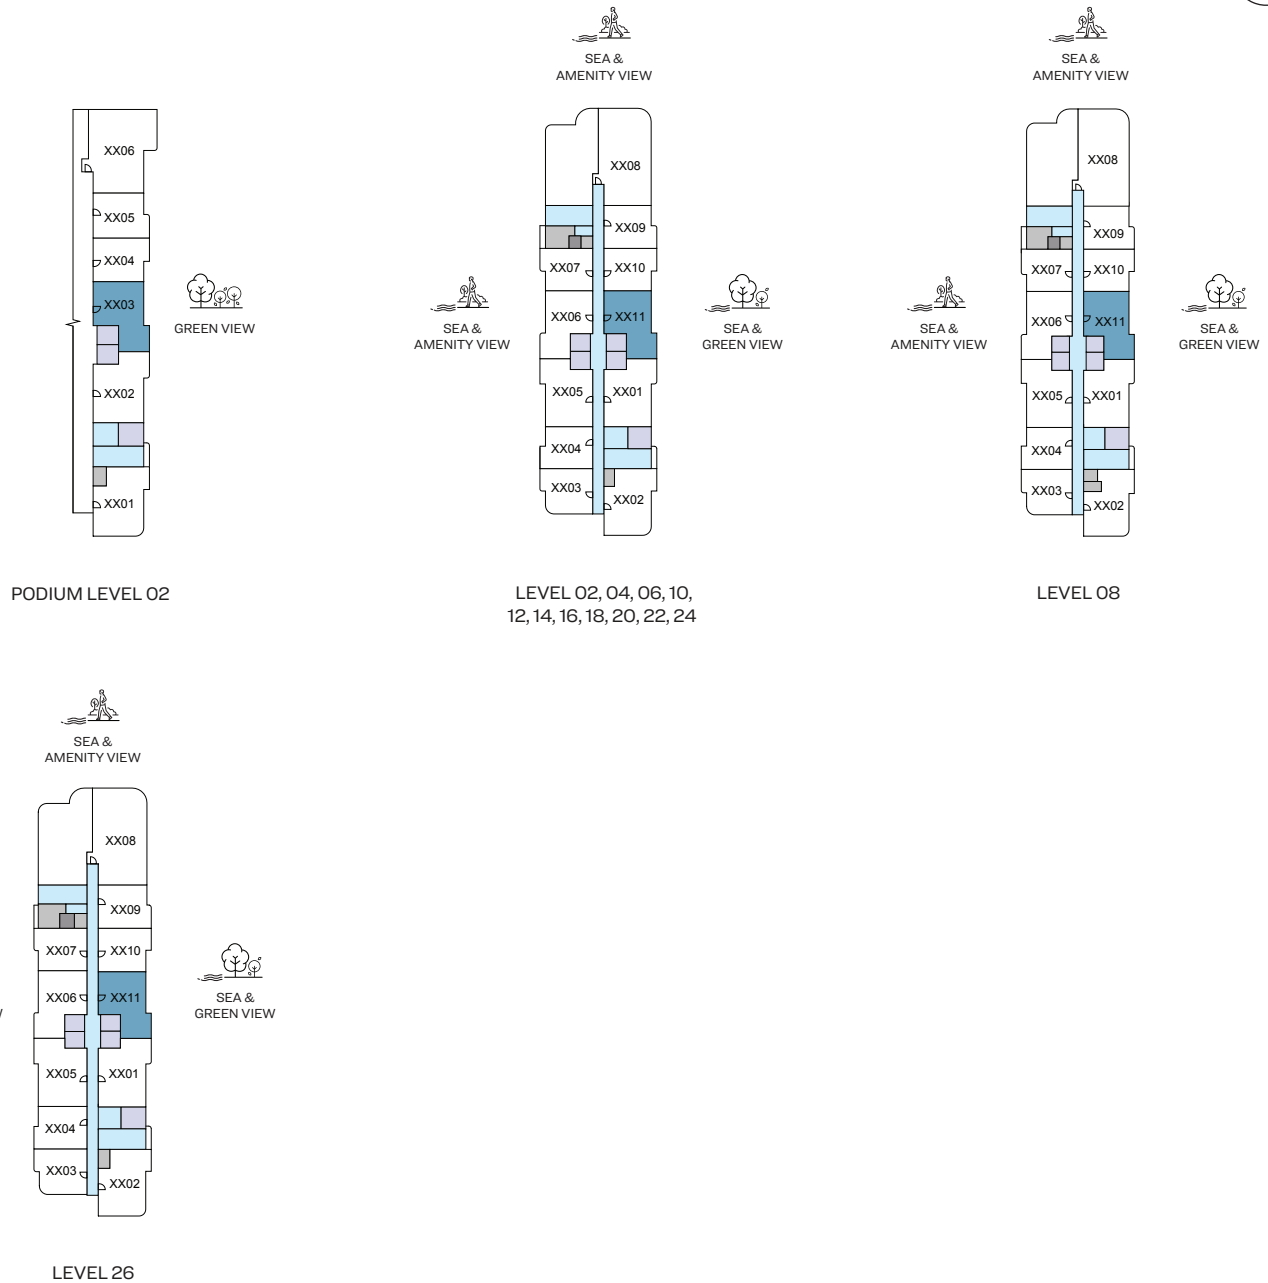 SEA &
AMENITY VIEW
SEA &
AMENITY VIEW
XX06
XX05
XX04
XX03
XX02
XX01
GREEN VIEW
XX08
XX09
XX07
XX10
XX06
XX11
XX05
XX01
XX04
XX03
XX02
SEA &
AMENITY VIEW
SEA &
GREEN VIEW
XX08
XX09
XX07
XX10
XX06
XX11
XX05
XX01
XX04
XX03
XX02
SEA &
AMENITY VIEW
SEA &
GREEN VIEW
PODIUM LEVEL 02
LEVEL 02, 04, 06, 10,
12, 14, 16, 18, 20, 22, 24
LEVEL 08
SEA &
AMENITY VIEW
XX08
XX09
XX07
XX10
XX06
XX11
XX05
XX01
XX04
XX03
XX02
SEA &
GREEN VIEW
LEVEL 26